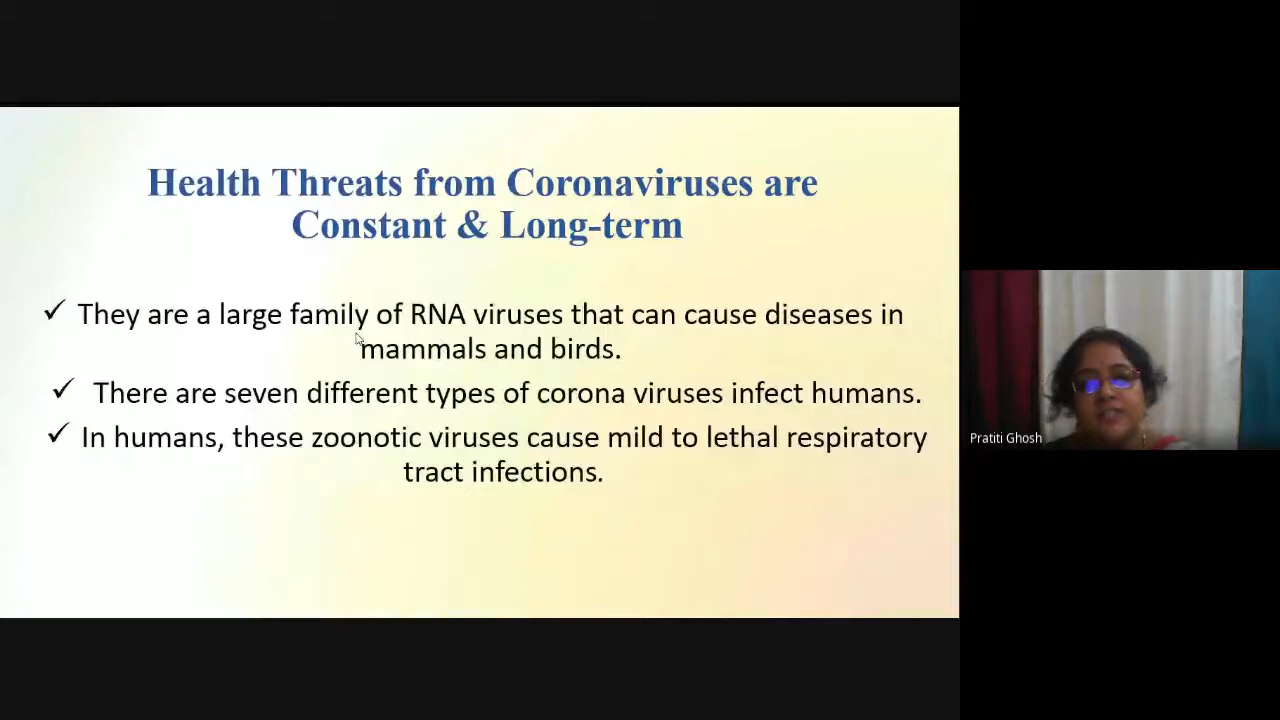 Health Threats from Coronaviruses are
Constant & Long-term
✓ They are a large family of RNA viruses that can cause diseases in
mammals and birds.
✓ There are seven different types of corona viruses infect humans.
✓ In humans, these zoonotic viruses cause mild to lethal respiratory
tract infections.
Pratiti Ghosh